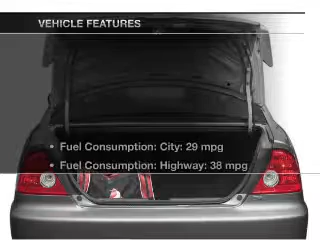 VEHICLE FEATURES
• Fuel Consumption: City: 29 mpg
• Fuel Consumption: Highway: 38 mpg